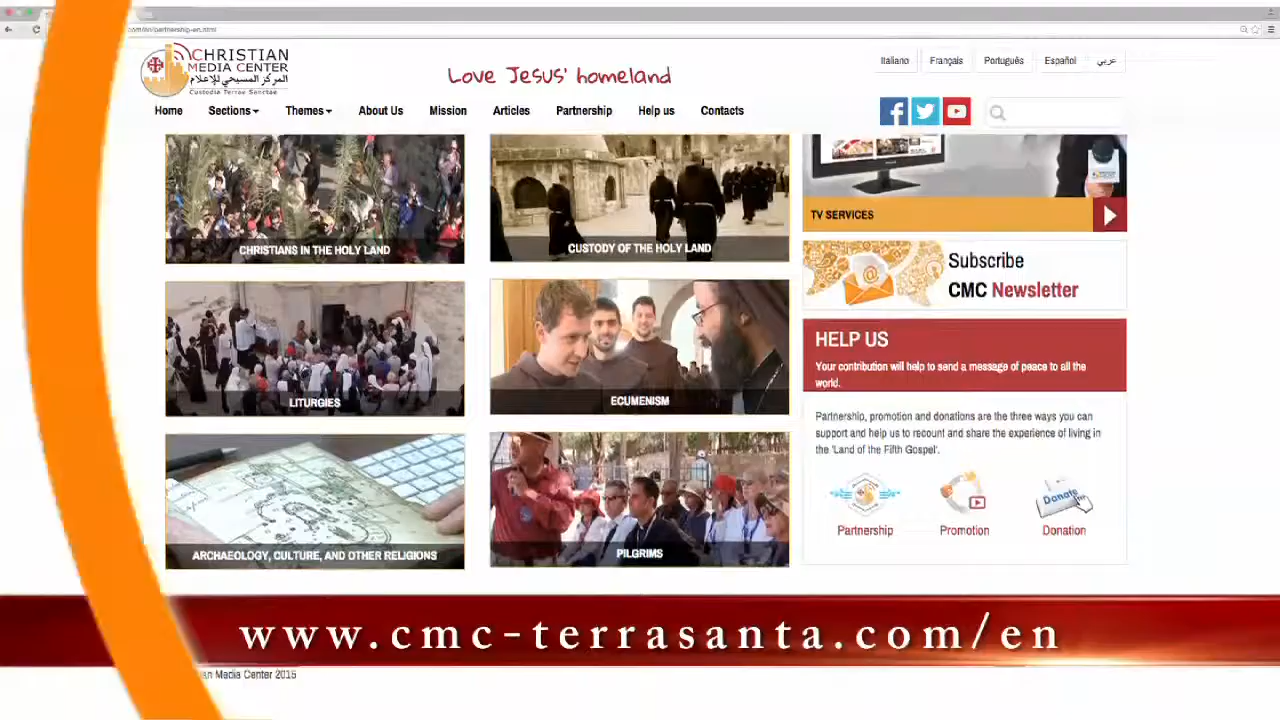 .com/en/partnership-en.html
CHRISTIAN
MEDIA CENTER
المركز المسيحي للإعلام
Custodia Terrae Sanctae
Love Jesus' homeland
Italiano
Français
Português
Español
عربي
Home
Sections
Themes
About Us
Mission
Articles
Partnership
Help us
Contacts
CHRISTIANS IN THE HOLY LAND
CUSTODY OF THE HOLY LAND
TV SERVICES
Subscribe
CMC Newsletter
LITURGIES
ECUMENISM
HELP US
Your contribution will help to send a message of peace to all the
world.
Partnership, promotion and donations are the three ways you can
support and help us to recount and share the experience of living in
the 'Land of the Fifth Gospel'.
Donate
Partnership
Promotion
Donation
ARCHAEOLOGY, CULTURE, AND OTHER RELIGIONS
PILGRIMS
www.cmc-terrasanta.com/en
an Media Center 2015